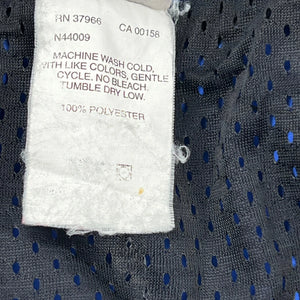 RN 37966 CA 00158
N44009
MACHINE WASH COLD,
WITH LIKE COLORS, GENTLE
CYCLE. NO BLEACH.
TUMBLE DRY LOW.
100% POLYESTER